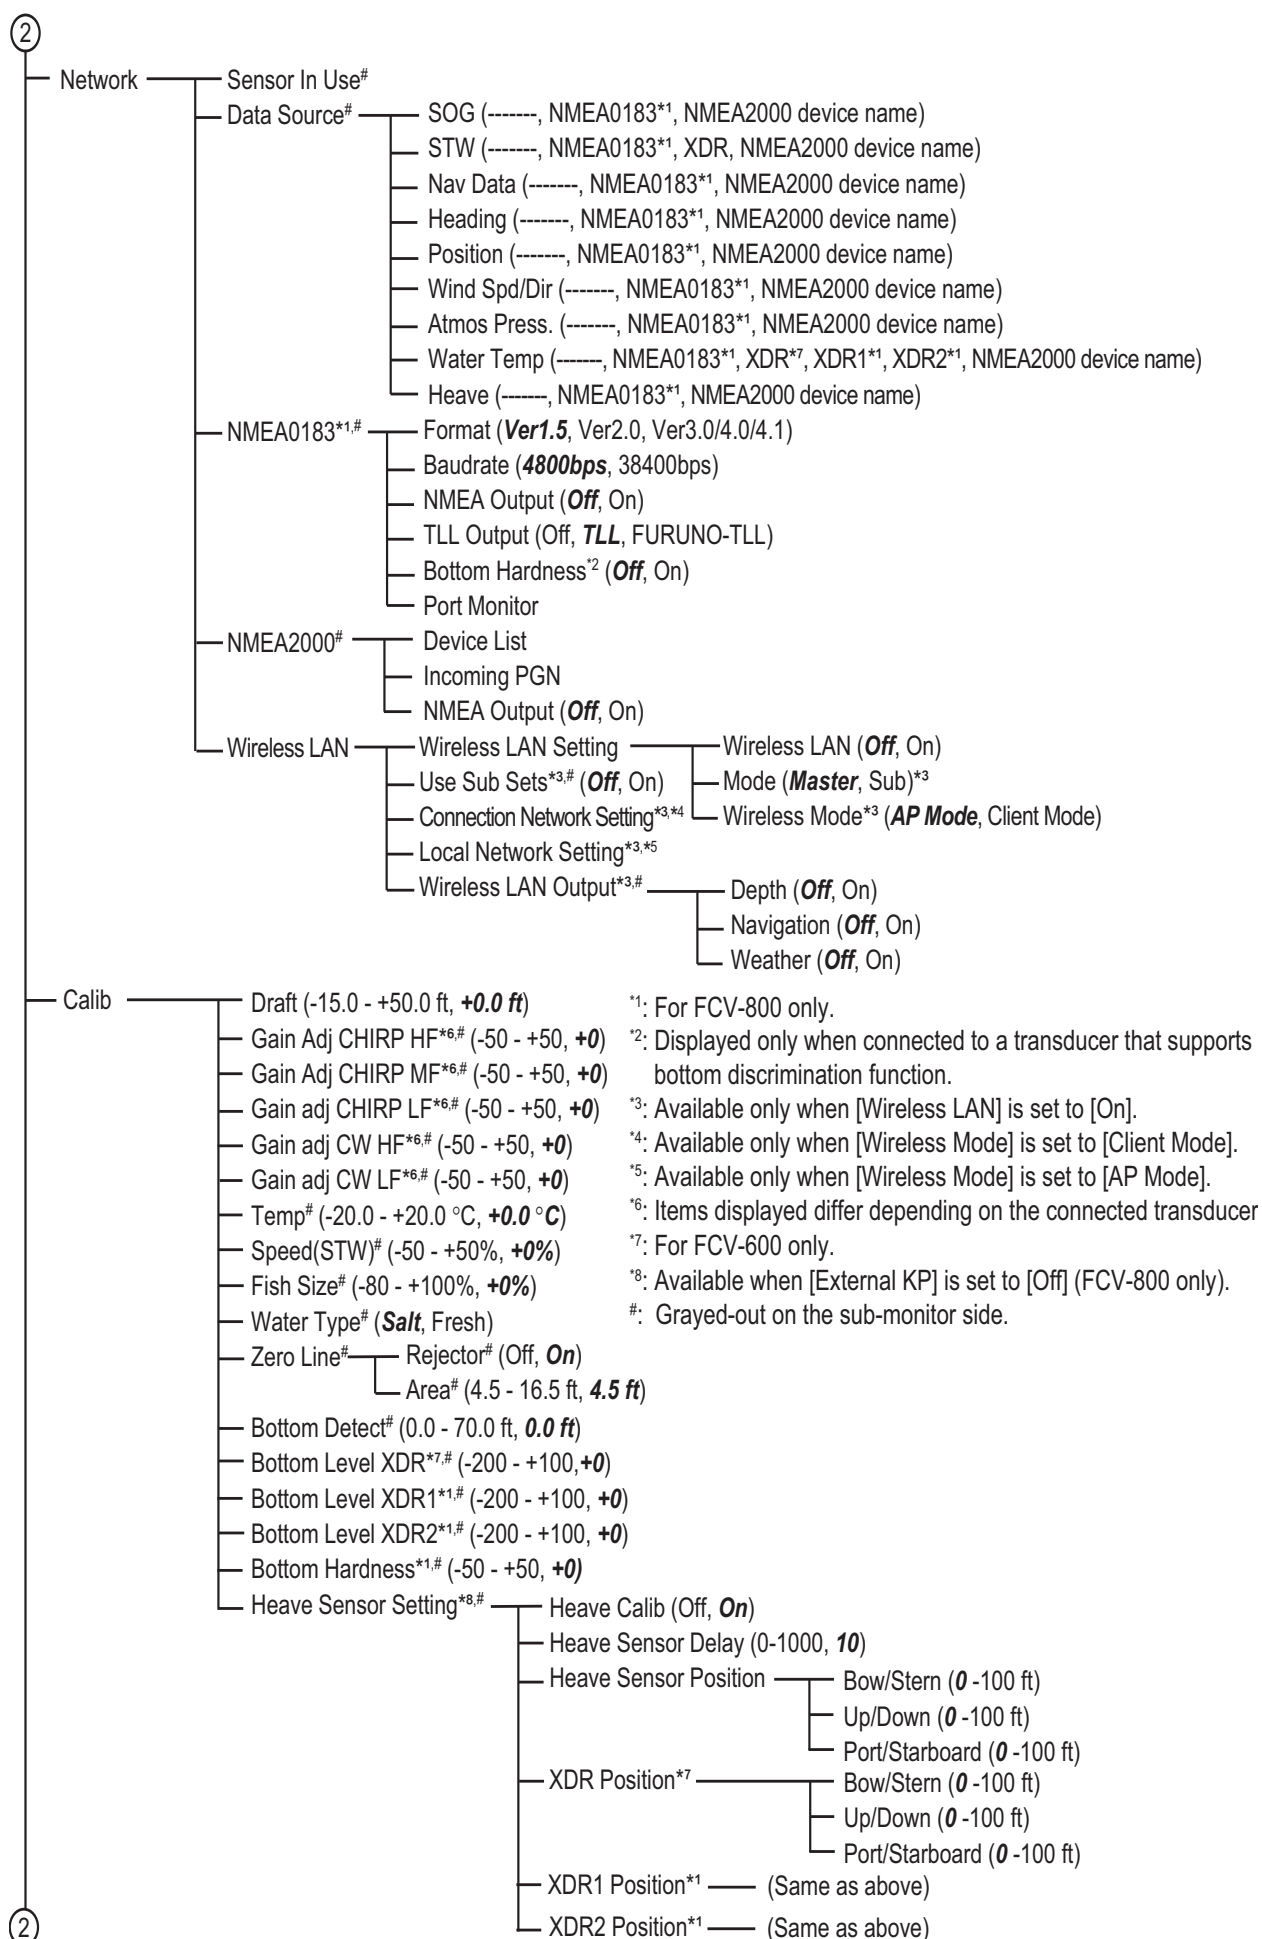 2
Network
Sensor In Use#
Data Source#
SOG (-------, NMEA0183*1, NMEA2000 device name)
STW (-------, NMEA0183*1, XDR, NMEA2000 device name)
Nav Data (-------, NMEA0183*1, NMEA2000 device name)
Heading (-------, NMEA0183*1, NMEA2000 device name)
Position (-------, NMEA0183*1, NMEA2000 device name)
Wind Spd/Dir (-------, NMEA0183*1, NMEA2000 device name)
Atmos Press. (-------, NMEA0183*1, NMEA2000 device name)
Water Temp (-------, NMEA0183*1, XDR*7, XDR1*1, XDR2*1, NMEA2000 device name)
Heave (-------, NMEA0183*1, NMEA2000 device name)
NMEA0183*1,#
Format (Ver1.5, Ver2.0, Ver3.0/4.0/4.1)
Baudrate (4800bps, 38400bps)
NMEA Output (Off, On)
TLL Output (Off, TLL, FURUNO-TLL)
Bottom Hardness*2 (Off, On)
Port Monitor
NMEA2000#
Device List
Incoming PGN
NMEA Output (Off, On)
Wireless LAN
Wireless LAN Setting
Wireless LAN (Off, On)
Mode (Master, Sub)*3
Wireless Mode*3 (AP Mode, Client Mode)
Use Sub Sets*3,# (Off, On)
Connection Network Setting*3,*4
Local Network Setting*3,*5
Wireless LAN Output*3,#
Depth (Off, On)
Navigation (Off, On)
Weather (Off, On)
Calib
Draft (-15.0 - +50.0 ft, +0.0 ft)
Gain Adj CHIRP HF*6,# (-50 - +50, +0)
Gain Adj CHIRP MF*6,# (-50 - +50, +0)
Gain adj CHIRP LF*6,# (-50 - +50, +0)
Gain adj CW HF*6,# (-50 - +50, +0)
Gain adj CW LF*6,# (-50 - +50, +0)
Temp# (-20.0 - +20.0 °C, +0.0 °C)
Speed(STW)# (-50 - +50%, +0%)
Fish Size# (-80 - +100%, +0%)
Water Type# (Salt, Fresh)
Zero Line#
Rejector# (Off, On)
Area# (4.5 - 16.5 ft, 4.5 ft)
Bottom Detect# (0.0 - 70.0 ft, 0.0 ft)
Bottom Level XDR*7,# (-200 - +100,+0)
Bottom Level XDR1*1,# (-200 - +100, +0)
Bottom Level XDR2*1,# (-200 - +100, +0)
Bottom Hardness*1,# (-50 - +50, +0)
Heave Sensor Setting*8,#
Heave Calib (Off, On)
Heave Sensor Delay (0-1000, 10)
Heave Sensor Position
Bow/Stern (0 -100 ft)
Up/Down (0 -100 ft)
Port/Starboard (0 -100 ft)
XDR Position*7
Bow/Stern (0 -100 ft)
Up/Down (0 -100 ft)
Port/Starboard (0 -100 ft)
XDR1 Position*1
(Same as above)
XDR2 Position*1
(Same as above)
*1: For FCV-800 only.
*2: Displayed only when connected to a transducer that supports
bottom discrimination function.
*3: Available only when [Wireless LAN] is set to [On].
*4: Available only when [Wireless Mode] is set to [Client Mode].
*5: Available only when [Wireless Mode] is set to [AP Mode].
*6: Items displayed differ depending on the connected transducer
*7: For FCV-600 only.
*8: Available when [External KP] is set to [Off] (FCV-800 only).
#: Grayed-out on the sub-monitor side.
2